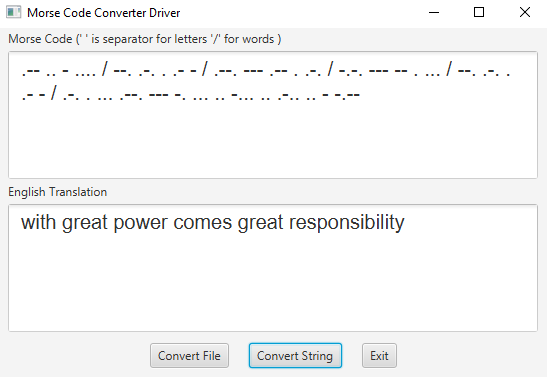 Morse Code Converter Driver
Morse Code (' ' is separator for letters '/' for words )
.-- .. - .... / --. .-. . .- - / .--. --- .-- . .-. / -.-. --- -- . ... / --. .-. .
.- - / .-. . ... .--. --- -. ... .. -... .. .-.. .. - -.--
English Translation
with great power comes great responsibility
Convert File Convert String Exit